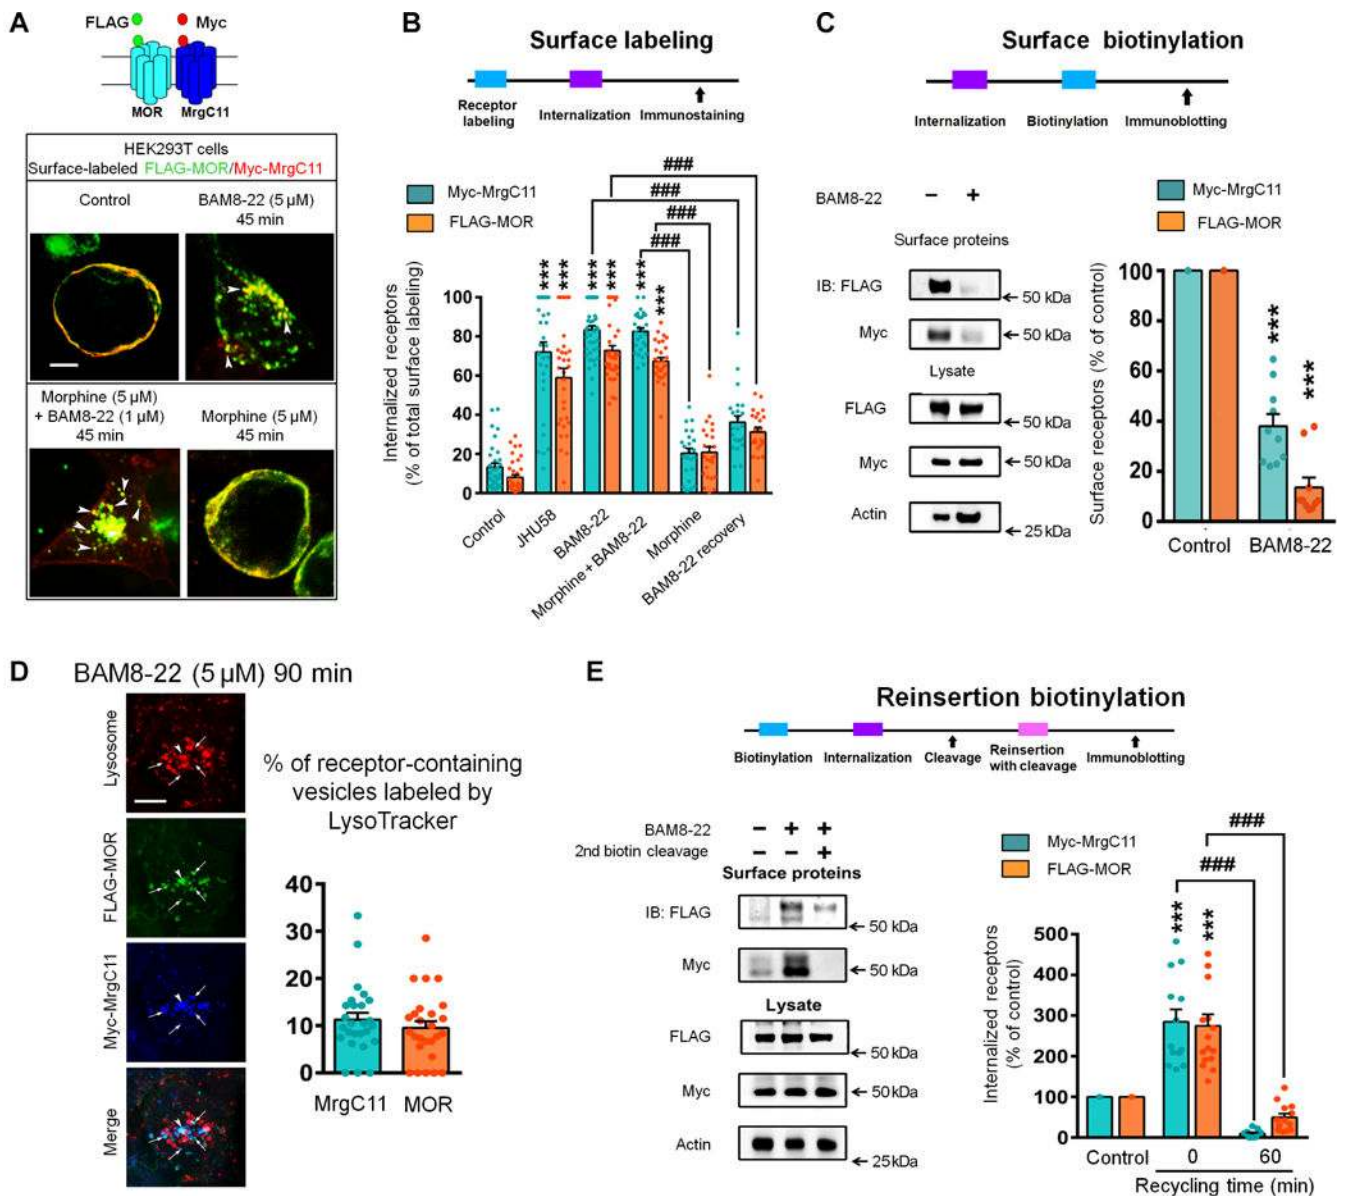 A
FLAG
Myc
MOR
MrgC11
HEK293T cells
Surface-labeled FLAG-MOR/Myc-MrgC11
Control
BAM8-22 (5 µM)
45 min
Morphine (5 µM)
+ BAM8-22 (1 µM)
45 min
Morphine (5 µM)
45 min
B
Surface labeling
Receptor
labeling
Internalization
Immunostaining
Myc-MrgC11
FLAG-MOR
###
###
###
###
***
***
***
***
***
***
Internalized receptors
(% of total surface labeling)
100
80
60
40
20
0
Control
JHU58
BAM8-22
Morphine + BAM8-22
Morphine
BAM8-22 recovery
C
Surface biotinylation
Internalization
Biotinylation
Immunoblotting
BAM8-22
−
+
Surface proteins
IB: FLAG
← 50 kDa
Myc
← 50 kDa
Lysate
FLAG
← 50 kDa
Myc
← 50 kDa
Actin
← 25 kDa
Myc-MrgC11
FLAG-MOR
Surface receptors (% of control)
100
80
60
40
20
0
***
***
Control
BAM8-22
D
BAM8-22 (5 µM) 90 min
Lysosome
FLAG-MOR
Myc-MrgC11
Merge
% of receptor-containing
vesicles labeled by
LysoTracker
40
30
20
10
0
MrgC11
MOR
E
Reinsertion biotinylation
Biotinylation
Internalization
Cleavage
Reinsertion
with cleavage
Immunoblotting
BAM8-22 − + +
2nd biotin cleavage − − +
Surface proteins
IB: FLAG
← 50 kDa
Myc
← 50 kDa
Lysate
FLAG
← 50 kDa
Myc
← 50 kDa
Actin
← 25kDa
Myc-MrgC11
FLAG-MOR
###
###
***
***
Internalized receptors
(% of control)
500
400
300
200
100
0
Control
0
60
Recycling time (min)